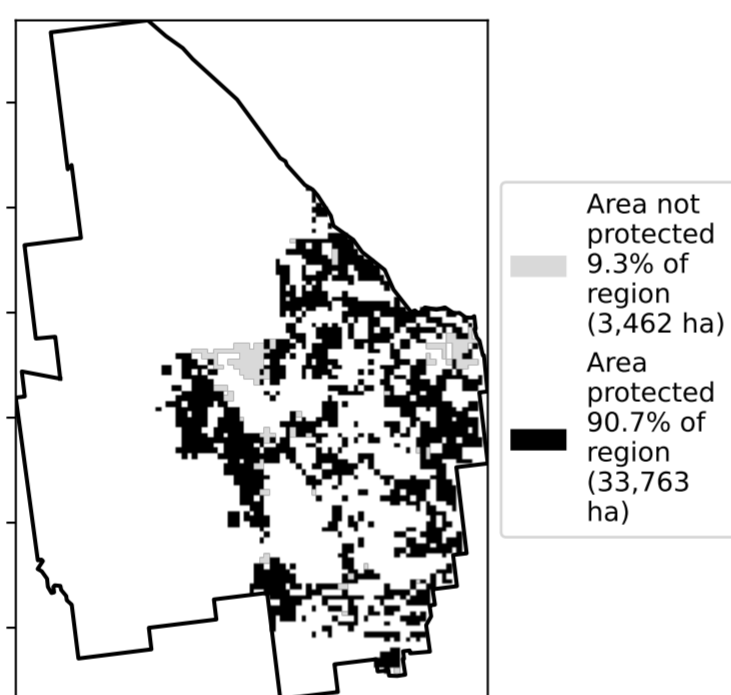 Area not
protected
9.3% of
region
(3,462 ha)
Area
protected
90.7% of
region
(33,763
ha)